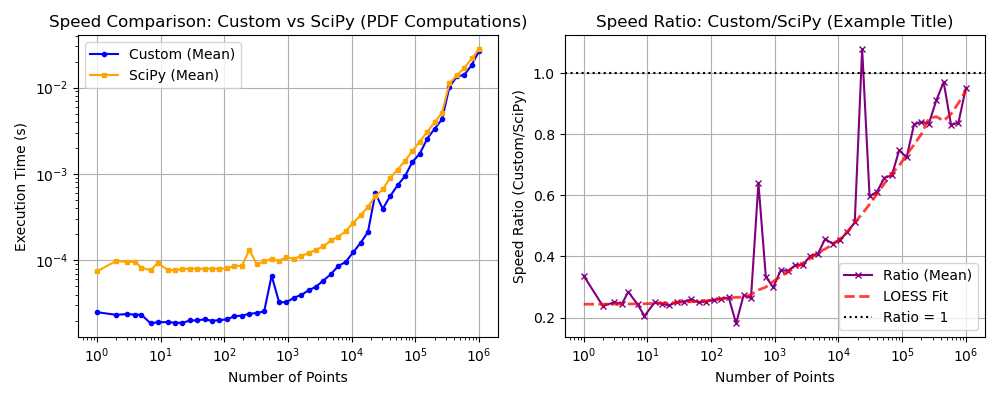 Speed Comparison: Custom vs SciPy (PDF Computations)
Custom (Mean)
SciPy (Mean)
Execution Time (s)
10⁻²
10⁻³
10⁻⁴
10⁰ 10¹ 10² 10³ 10⁴ 10⁵ 10⁶
Number of Points
Speed Ratio: Custom/SciPy (Example Title)
Speed Ratio (Custom/SciPy)
1.0
0.8
0.6
0.4
0.2
Ratio (Mean)
LOESS Fit
Ratio = 1
10⁰ 10¹ 10² 10³ 10⁴ 10⁵ 10⁶
Number of Points